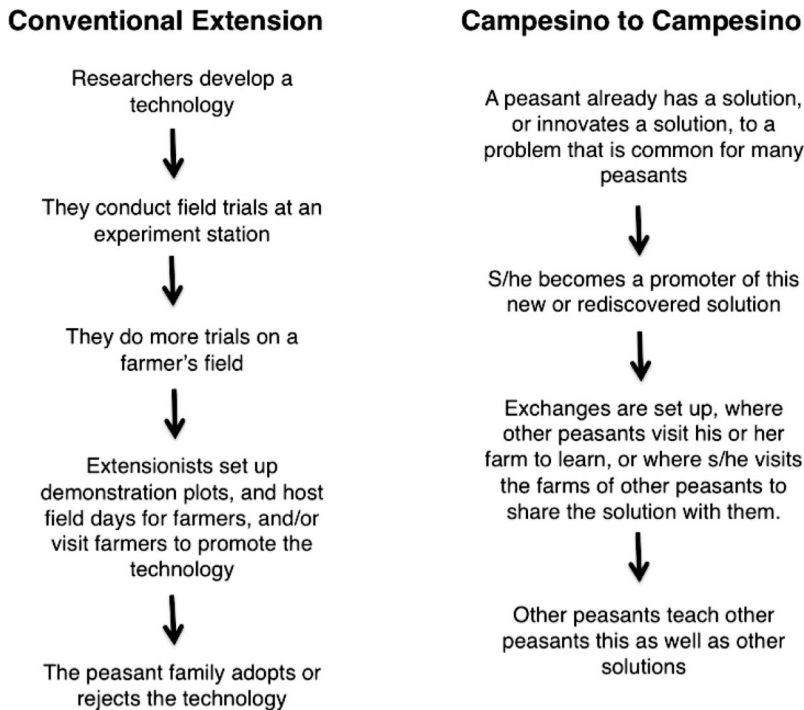 Conventional Extension
Researchers develop a
technology
They conduct field trials at an
experiment station
They do more trials on a
farmer's field
Extensionists set up
demonstration plots, and host
field days for farmers, and/or
visit farmers to promote the
technology
The peasant family adopts or
rejects the technology
Campesino to Campesino
A peasant already has a solution,
or innovates a solution, to a
problem that is common for many
peasants
S/he becomes a promoter of this
new or rediscovered solution
Exchanges are set up, where
other peasants visit his or her
farm to learn, or where s/he visits
the farms of other peasants to
share the solution with them.
Other peasants teach other
peasants this as well as other
solutions